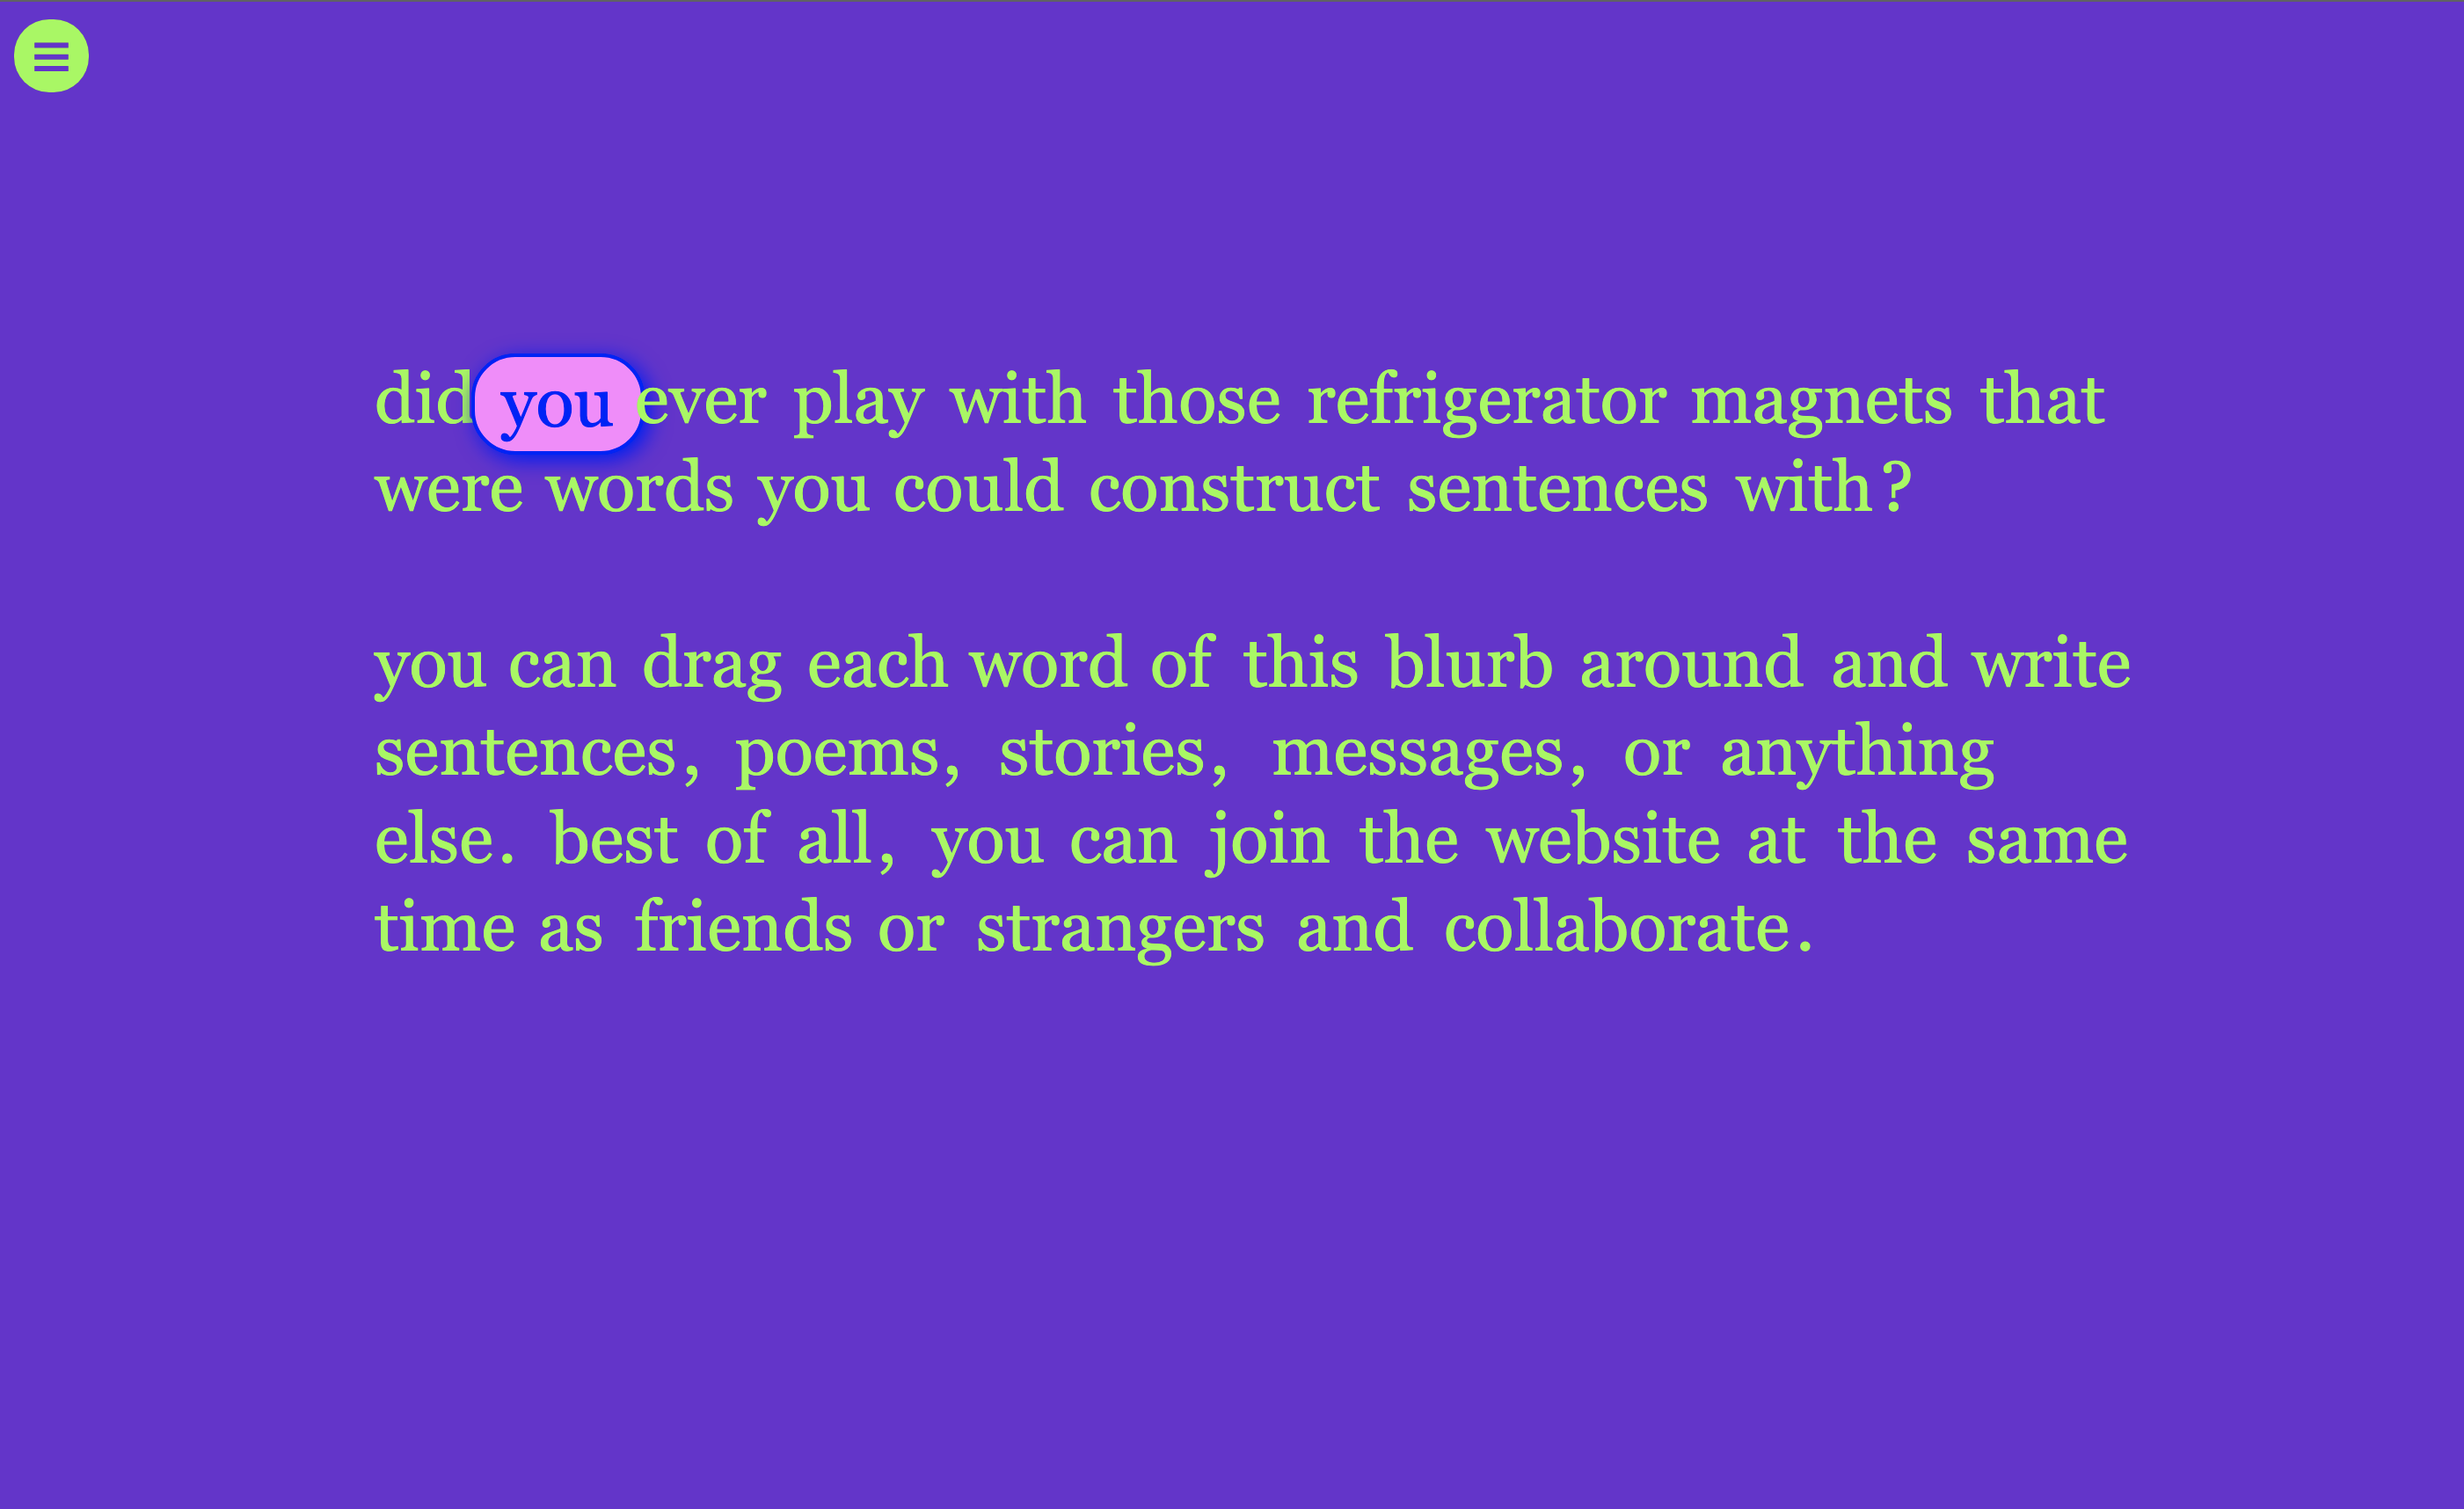 did you ever play with those refrigerator magnets that
were words you could construct sentences with?
you can drag each word of this blurb around and write
sentences, poems, stories, messages, or anything
else. best of all, you can join the website at the same
time as friends or strangers and collaborate.